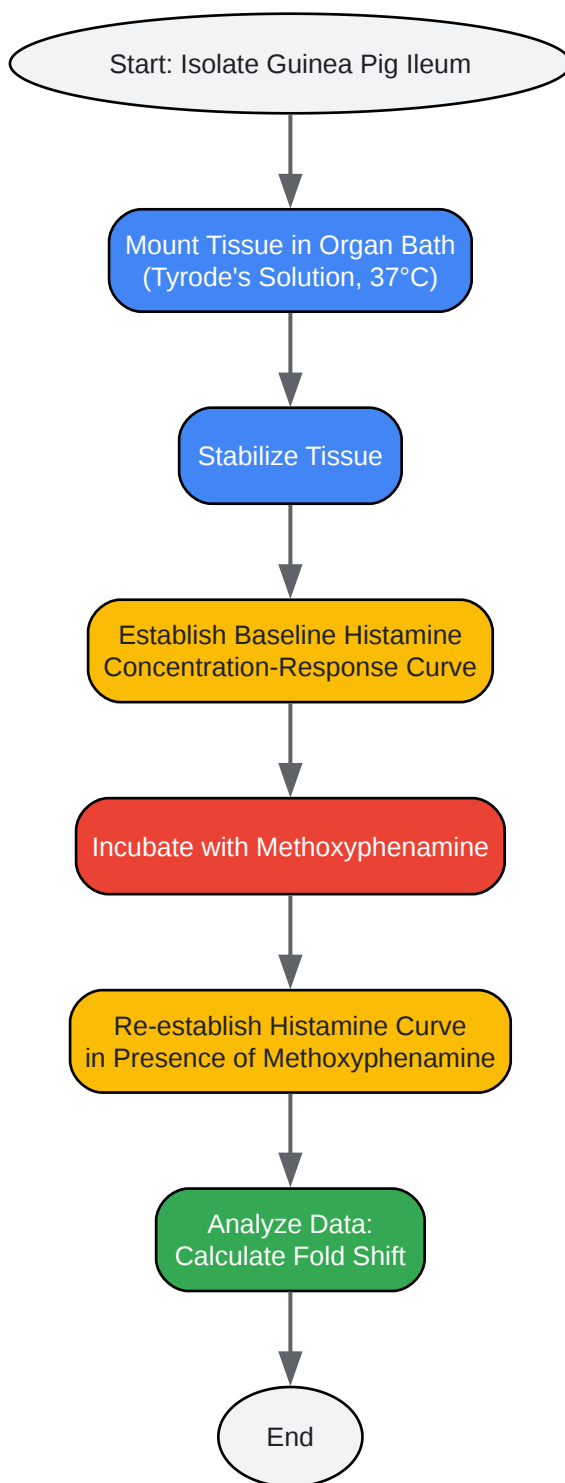 Start: Isolate Guinea Pig Ileum
Mount Tissue in Organ Bath
(Tyrode's Solution, 37°C)
Stabilize Tissue
Establish Baseline Histamine
Concentration-Response Curve
Incubate with Methoxyphenamine
Re-establish Histamine Curve
in Presence of Methoxyphenamine
Analyze Data:
Calculate Fold Shift
End